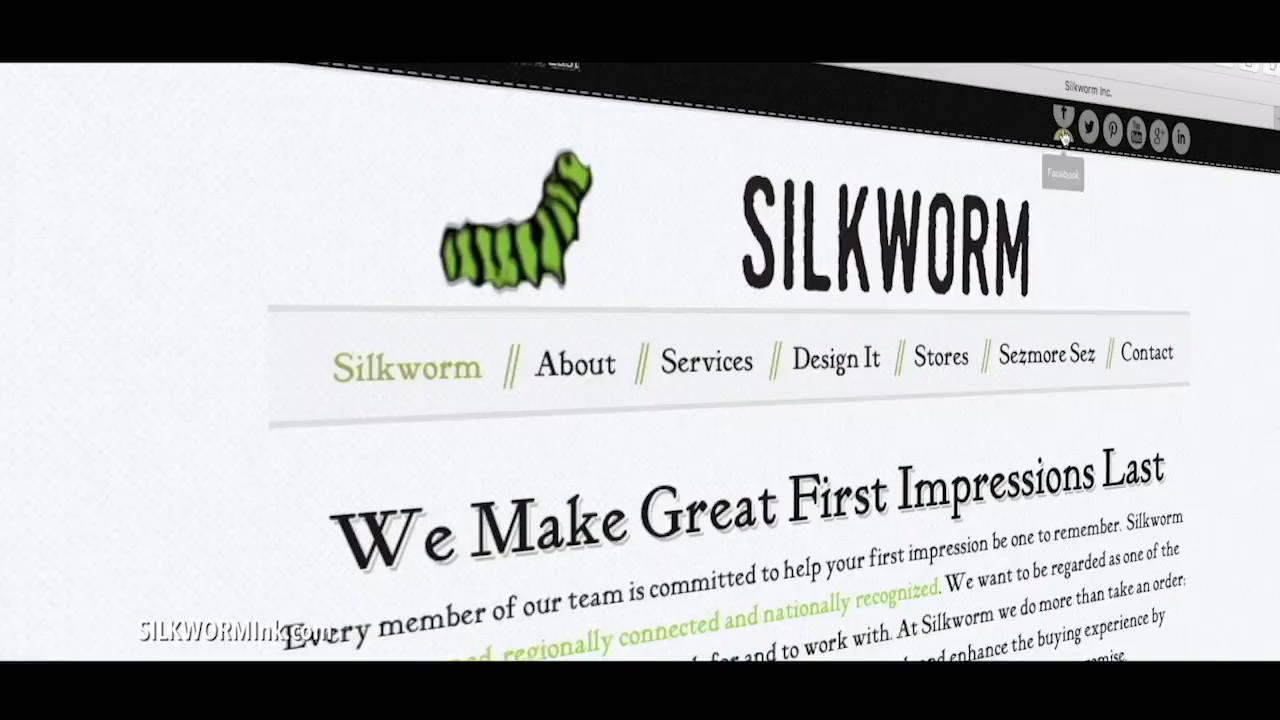 Silkworm Inc.
Facebook
SILKWORM
Silkworm // About // Services // Design It // Stores // Sezmore Sez // Contact
We Make Great First Impressions Last
Every member of our team is committed to help your first impression be one to remember. Silkworm
regionally connected and nationally recognized. We want to be regarded as one of the
for and to work with. At Silkworm we do more than take an order;
and enhance the buying experience by
SILKWORMInk.com